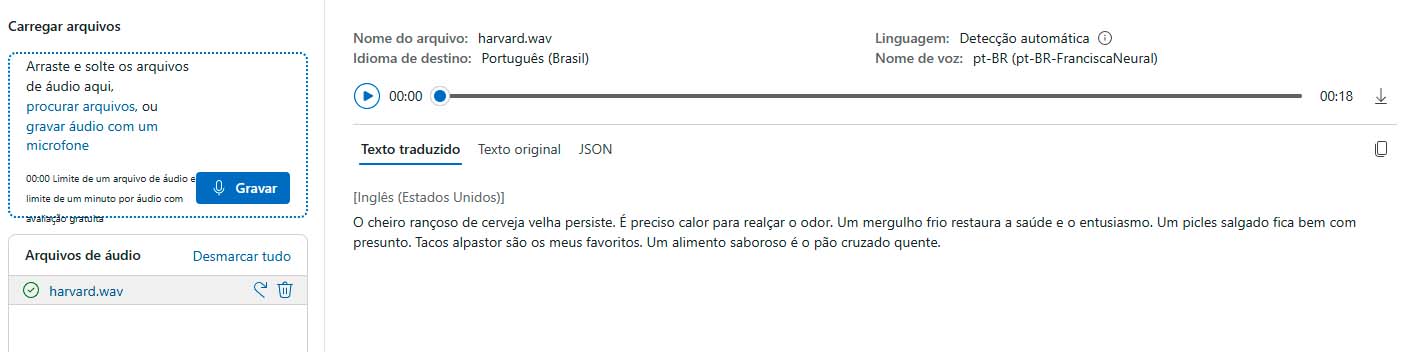 Carregar arquivos
Arraste e solte os arquivos
de áudio aqui,
procurar arquivos, ou
gravar áudio com um
microfone
00:00 Limite de um arquivo de áudio e
limite de um minuto por áudio com
avaliação gratuita
Gravar
Arquivos de áudio
Desmarcar tudo
harvard.wav
Nome do arquivo: harvard.wav
Linguagem: Detecção automática
Idioma de destino: Português (Brasil)
Nome de voz: pt-BR (pt-BR-FranciscaNeural)
00:00
00:18
Texto traduzido
Texto original
JSON
[Inglês (Estados Unidos)]
O cheiro rançoso de cerveja velha persiste. É preciso calor para realçar o odor. Um mergulho frio restaura a saúde e o entusiasmo. Um picles salgado fica bem com
presunto. Tacos alpastor são os meus favoritos. Um alimento saboroso é o pão cruzado quente.